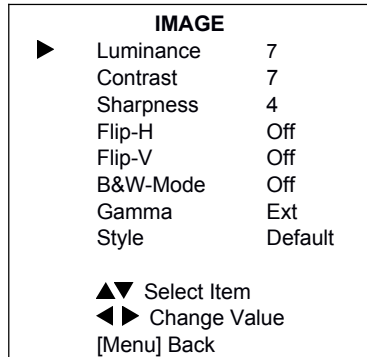 IMAGE
▶ Luminance 7
Contrast 7
Sharpness 4
Flip-H Off
Flip-V Off
B&W-Mode Off
Gamma Ext
Style Default
▲▼ Select Item
◀ ▶ Change Value
[Menu] Back